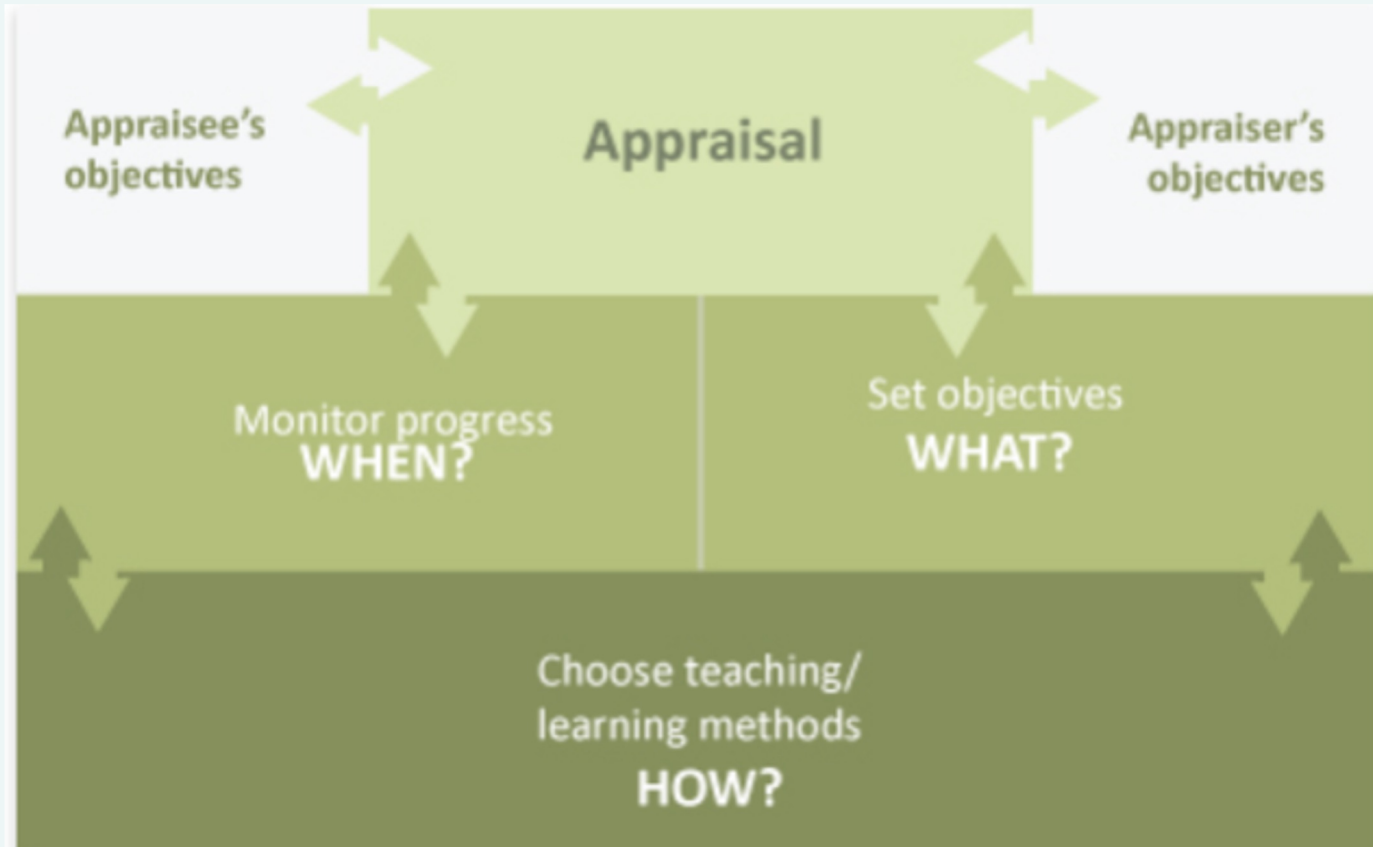 Appraisee’s
objectives
Appraisal
Appraiser’s
objectives
Monitor progress
WHEN?
Set objectives
WHAT?
Choose teaching/
learning methods
HOW?